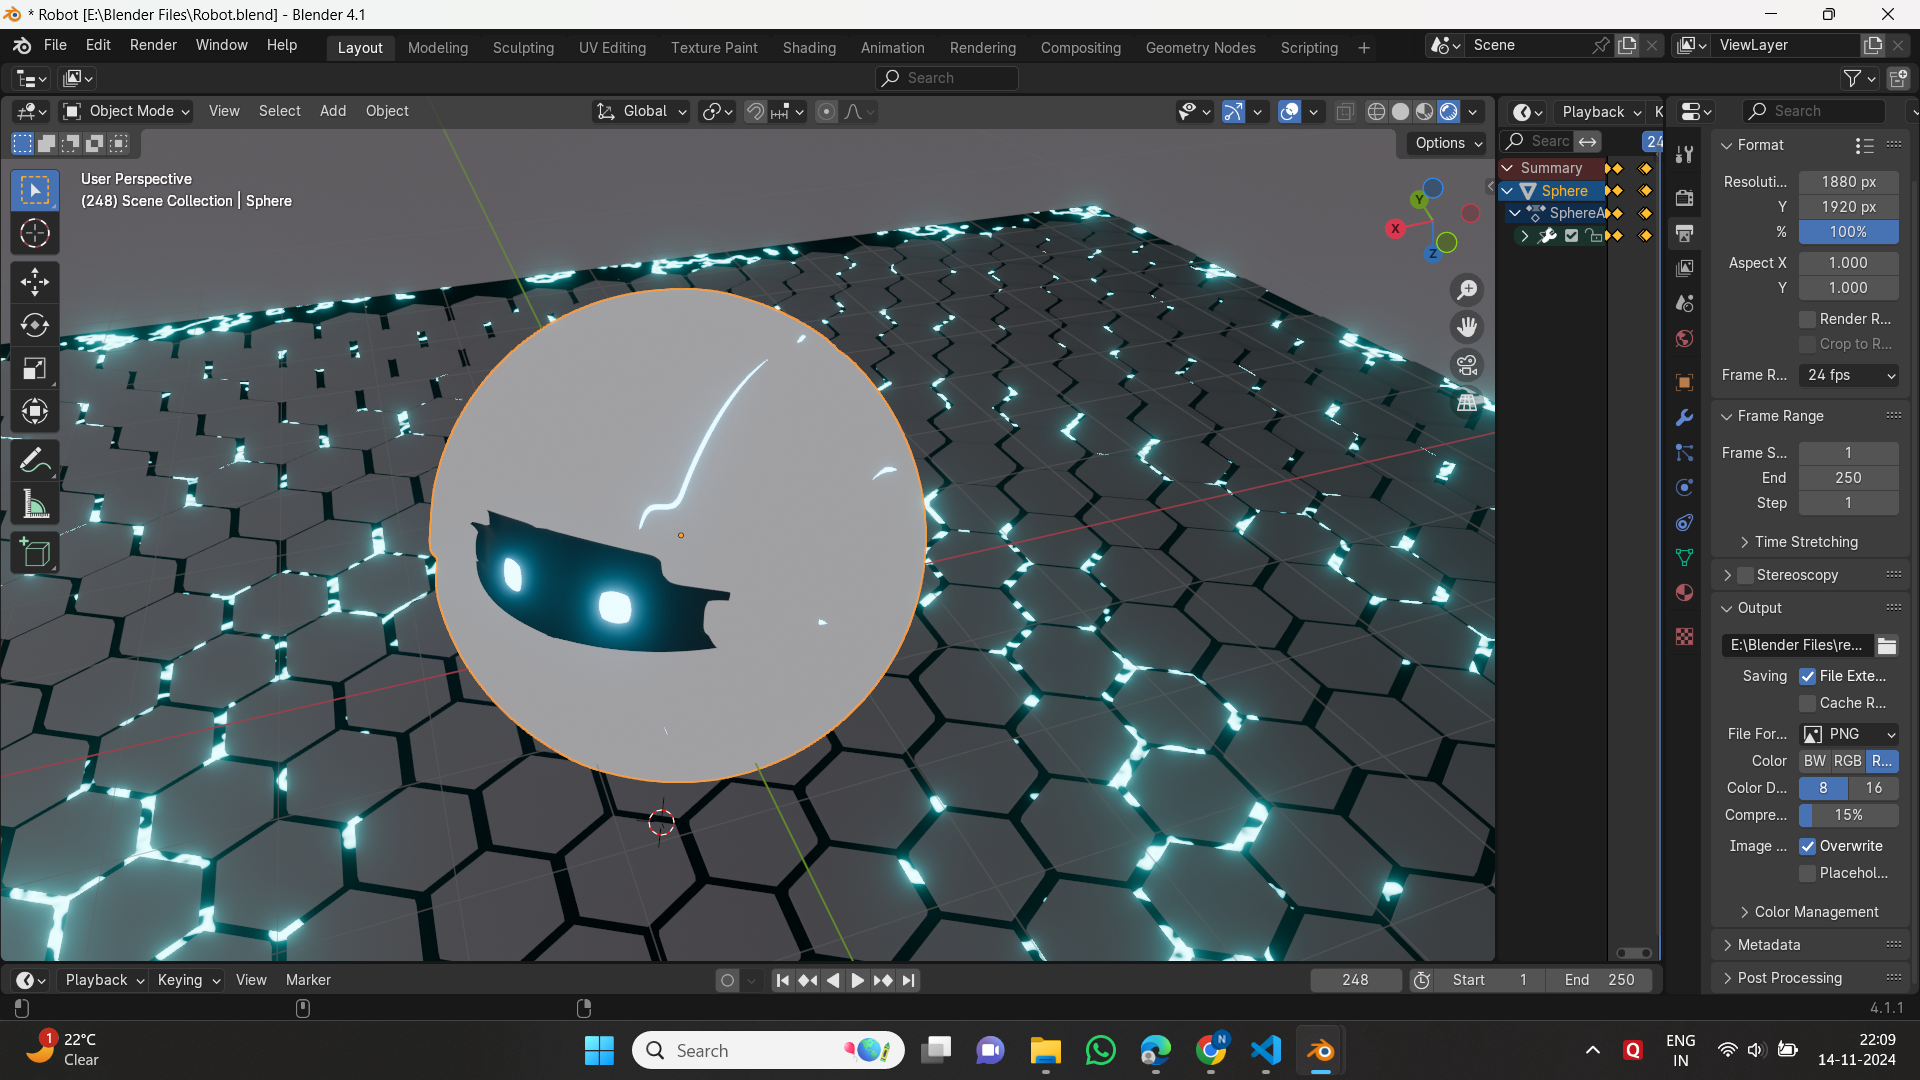 * Robot [E:\Blender Files\Robot.blend] - Blender 4.1
File Edit Render Window Help Layout Modeling Sculpting UV Editing Texture Paint Shading Animation Rendering Compositing Geometry Nodes Scripting + Scene ViewLayer
Search
Object Mode View Select Add Object Global Playback K Search
Options Searc 24
User Perspective
(248) Scene Collection | Sphere
X Y Z
Summary
Sphere
SphereA
Format
Resoluti... 1880 px
Y 1920 px
% 100%
Aspect X 1.000
Y 1.000
Render R...
Crop to R...
Frame R... 24 fps
Frame Range
Frame S... 1
End 250
Step 1
Time Stretching
Stereoscopy
Output
E:\Blender Files\re...
Saving File Exte...
Cache R...
File For... PNG
Color BW RGB R...
Color D... 8 16
Compre... 15%
Image ... Overwrite
Placehol...
Color Management
Metadata
Post Processing
Playback Keying View Marker 248 Start 1 End 250
4.1.1
1 22°C
Clear
Search
N
Q
ENG
IN
22:09
14-11-2024